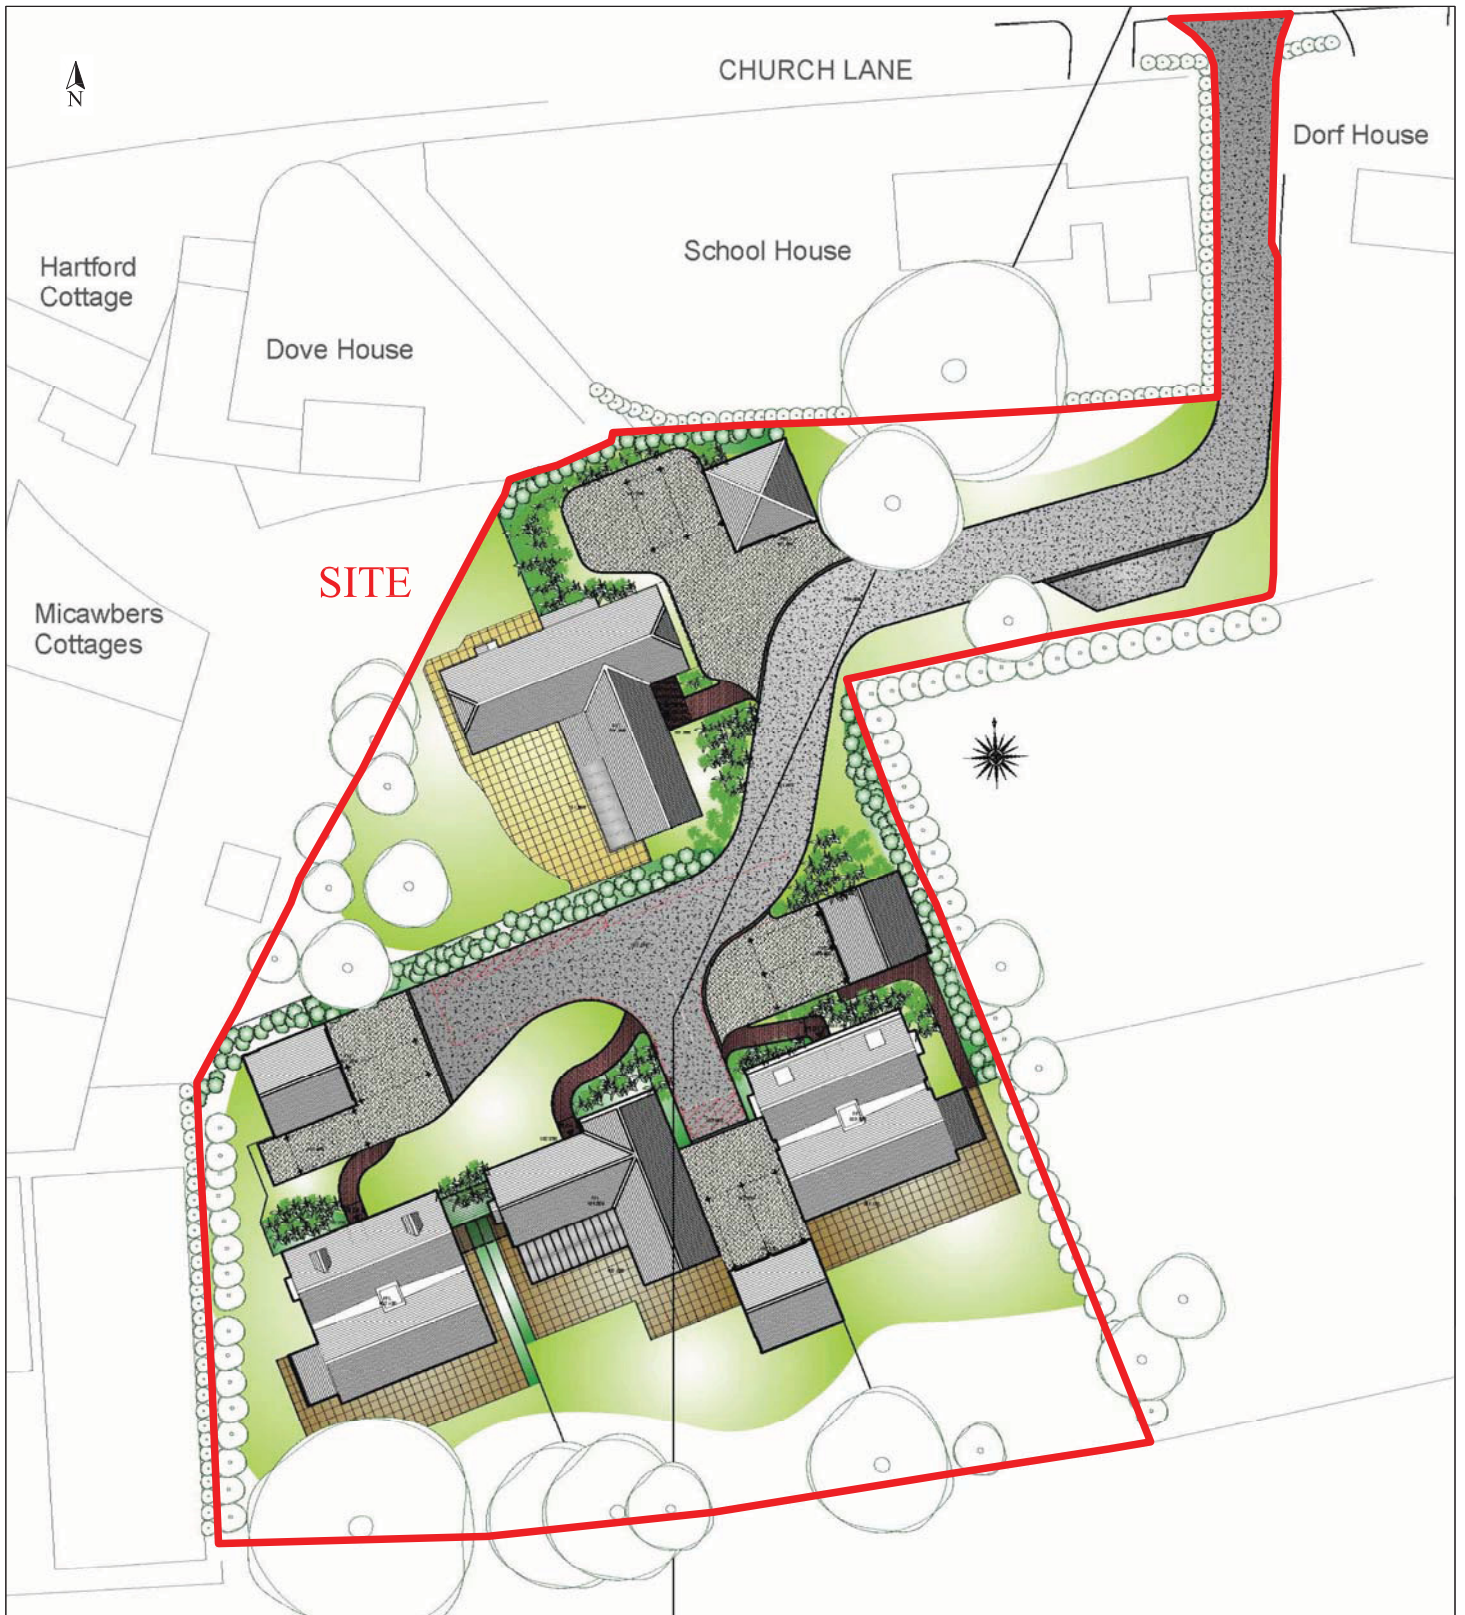 CHURCH LANE
N
Dorf House
School House
Hartford
Cottage
Dove House
SITE
Micawbers
Cottages